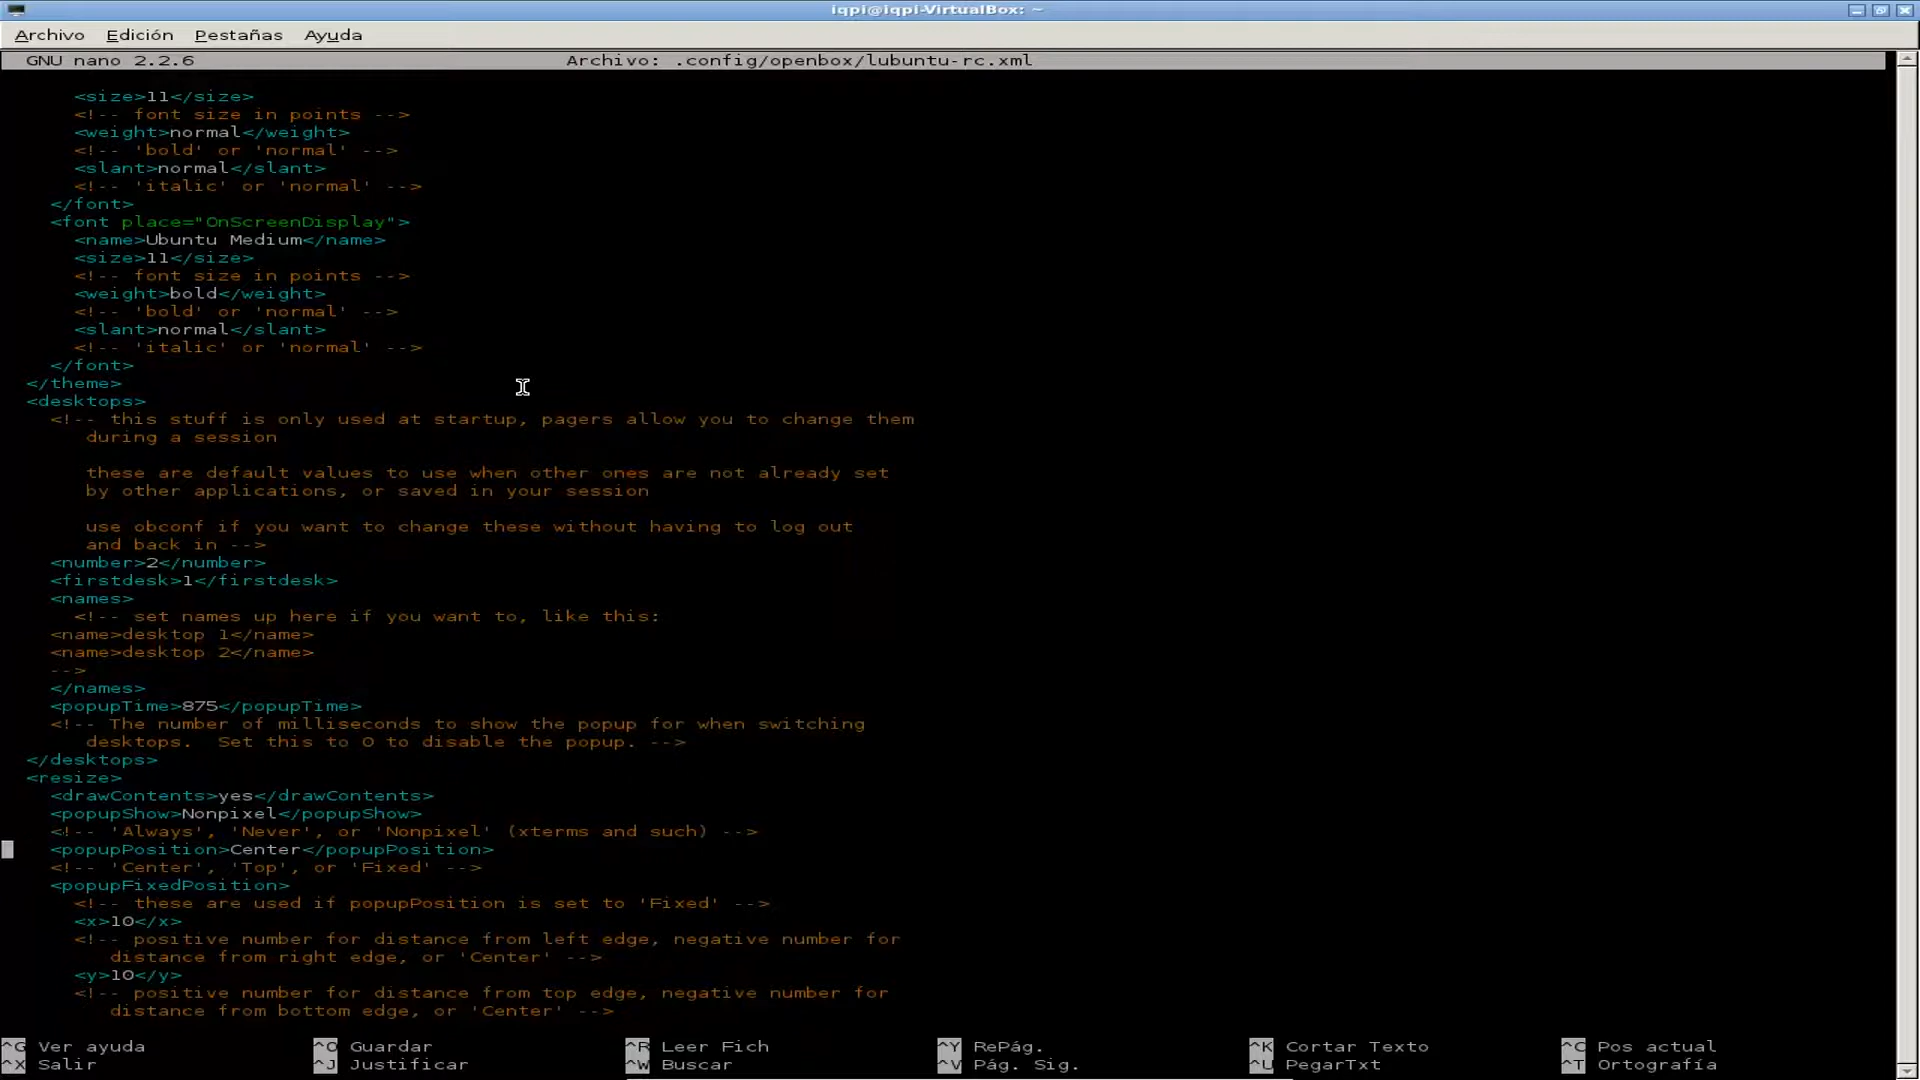 iqpi@iqpi-VirtualBox: ~
Archivo Edición Pestañas Ayuda
GNU nano 2.2.6 Archivo: .config/openbox/lubuntu-rc.xml
<size>11</size>
<!-- font size in points -->
<weight>normal</weight>
<!-- 'bold' or 'normal' -->
<slant>normal</slant>
<!-- 'italic' or 'normal' -->
</font>
<font place="OnScreenDisplay">
<name>Ubuntu Medium</name>
<size>11</size>
<!-- font size in points -->
<weight>bold</weight>
<!-- 'bold' or 'normal' -->
<slant>normal</slant>
<!-- 'italic' or 'normal' -->
</font>
</theme>
<desktops>
<!-- this stuff is only used at startup, pagers allow you to change them
during a session
these are default values to use when other ones are not already set
by other applications, or saved in your session
use obconf if you want to change these without having to log out
and back in -->
<number>2</number>
<firstdesk>1</firstdesk>
<names>
<!-- set names up here if you want to, like this:
<name>desktop 1</name>
<name>desktop 2</name>
-->
</names>
<popupTime>875</popupTime>
<!-- The number of milliseconds to show the popup for when switching
desktops.  Set this to 0 to disable the popup. -->
</desktops>
<resize>
<drawContents>yes</drawContents>
<popupShow>Nonpixel</popupShow>
<!-- 'Always', 'Never', or 'Nonpixel' (xterms and such) -->
<popupPosition>Center</popupPosition>
<!-- 'Center', 'Top', or 'Fixed' -->
<popupFixedPosition>
<!-- these are used if popupPosition is set to 'Fixed' -->
<x>10</x>
<!-- positive number for distance from left edge, negative number for
distance from right edge, or 'Center' -->
<y>10</y>
<!-- positive number for distance from top edge, negative number for
distance from bottom edge, or 'Center' -->
^G Ver ayuda ^O Guardar ^R Leer Fich ^Y RePág. ^K Cortar Texto ^C Pos actual
^X Salir ^J Justificar ^W Buscar ^V Pág. Sig. ^U PegarTxt ^T Ortografía